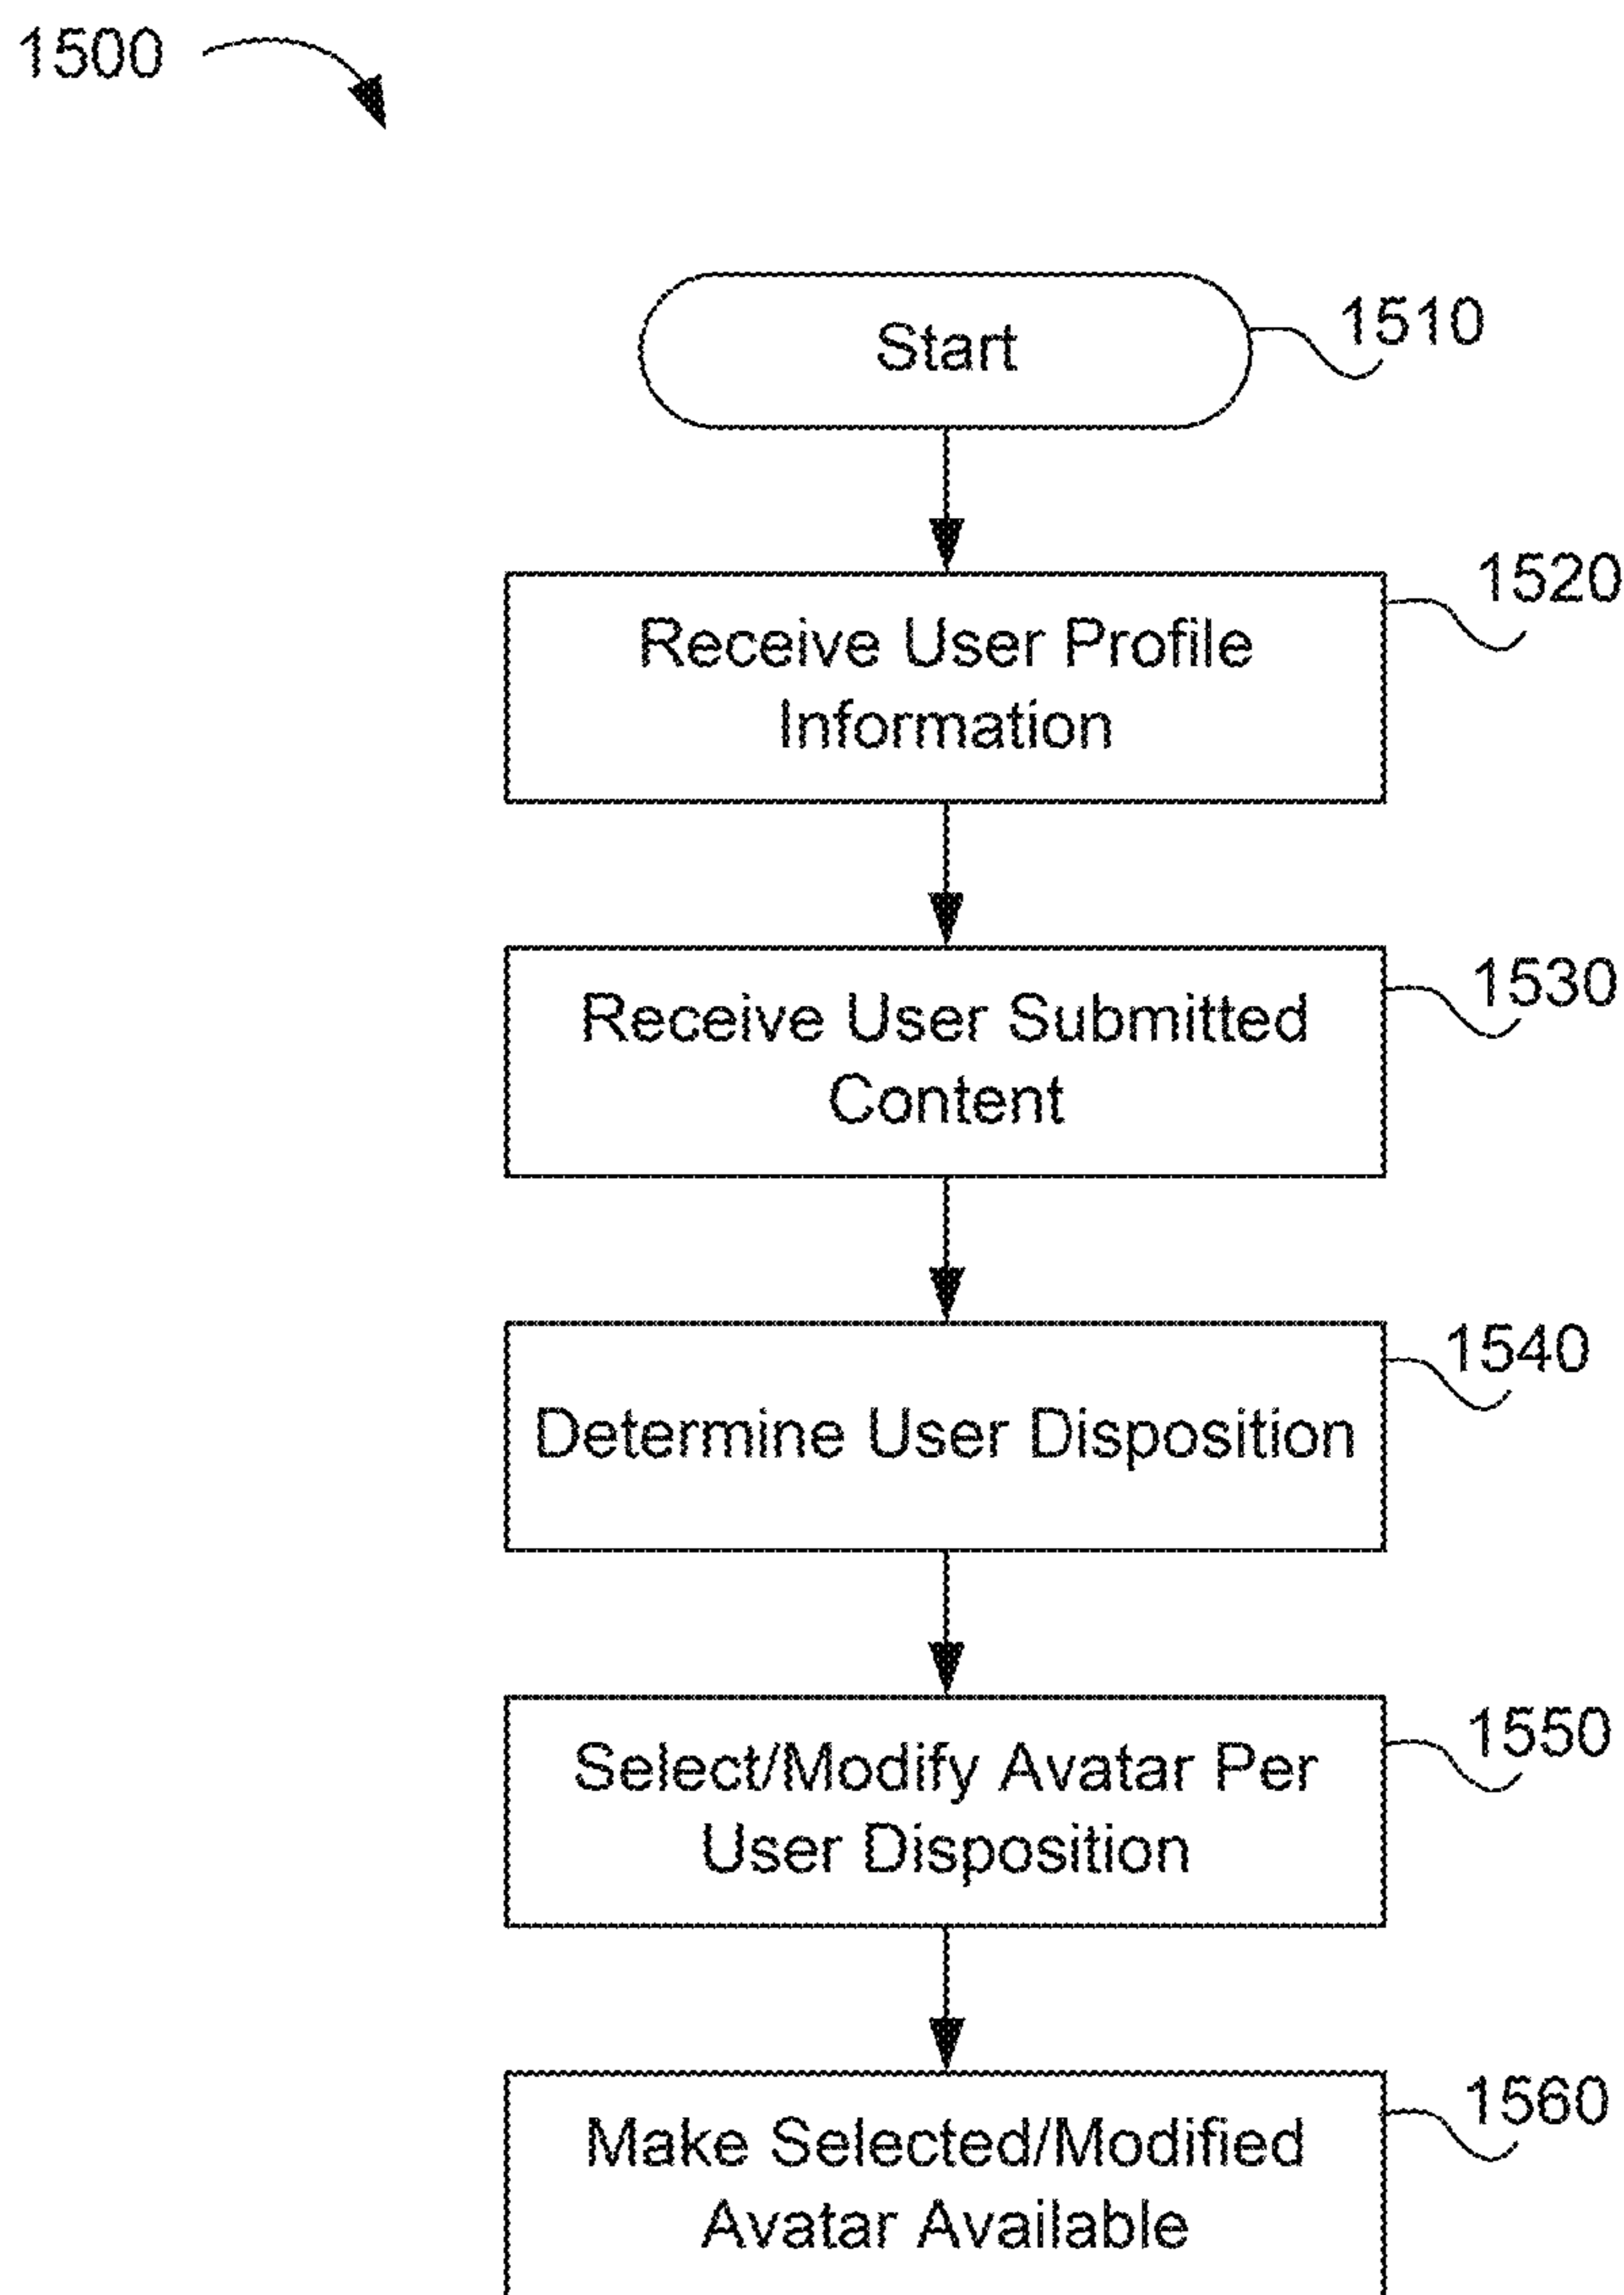 1500
Start
1510
Receive User Profile
Information
1520
Receive User Submitted
Content
1530
Determine User Disposition
1540
Select/Modify Avatar Per
User Disposition
1550
Make Selected/Modified
Avatar Available
1560